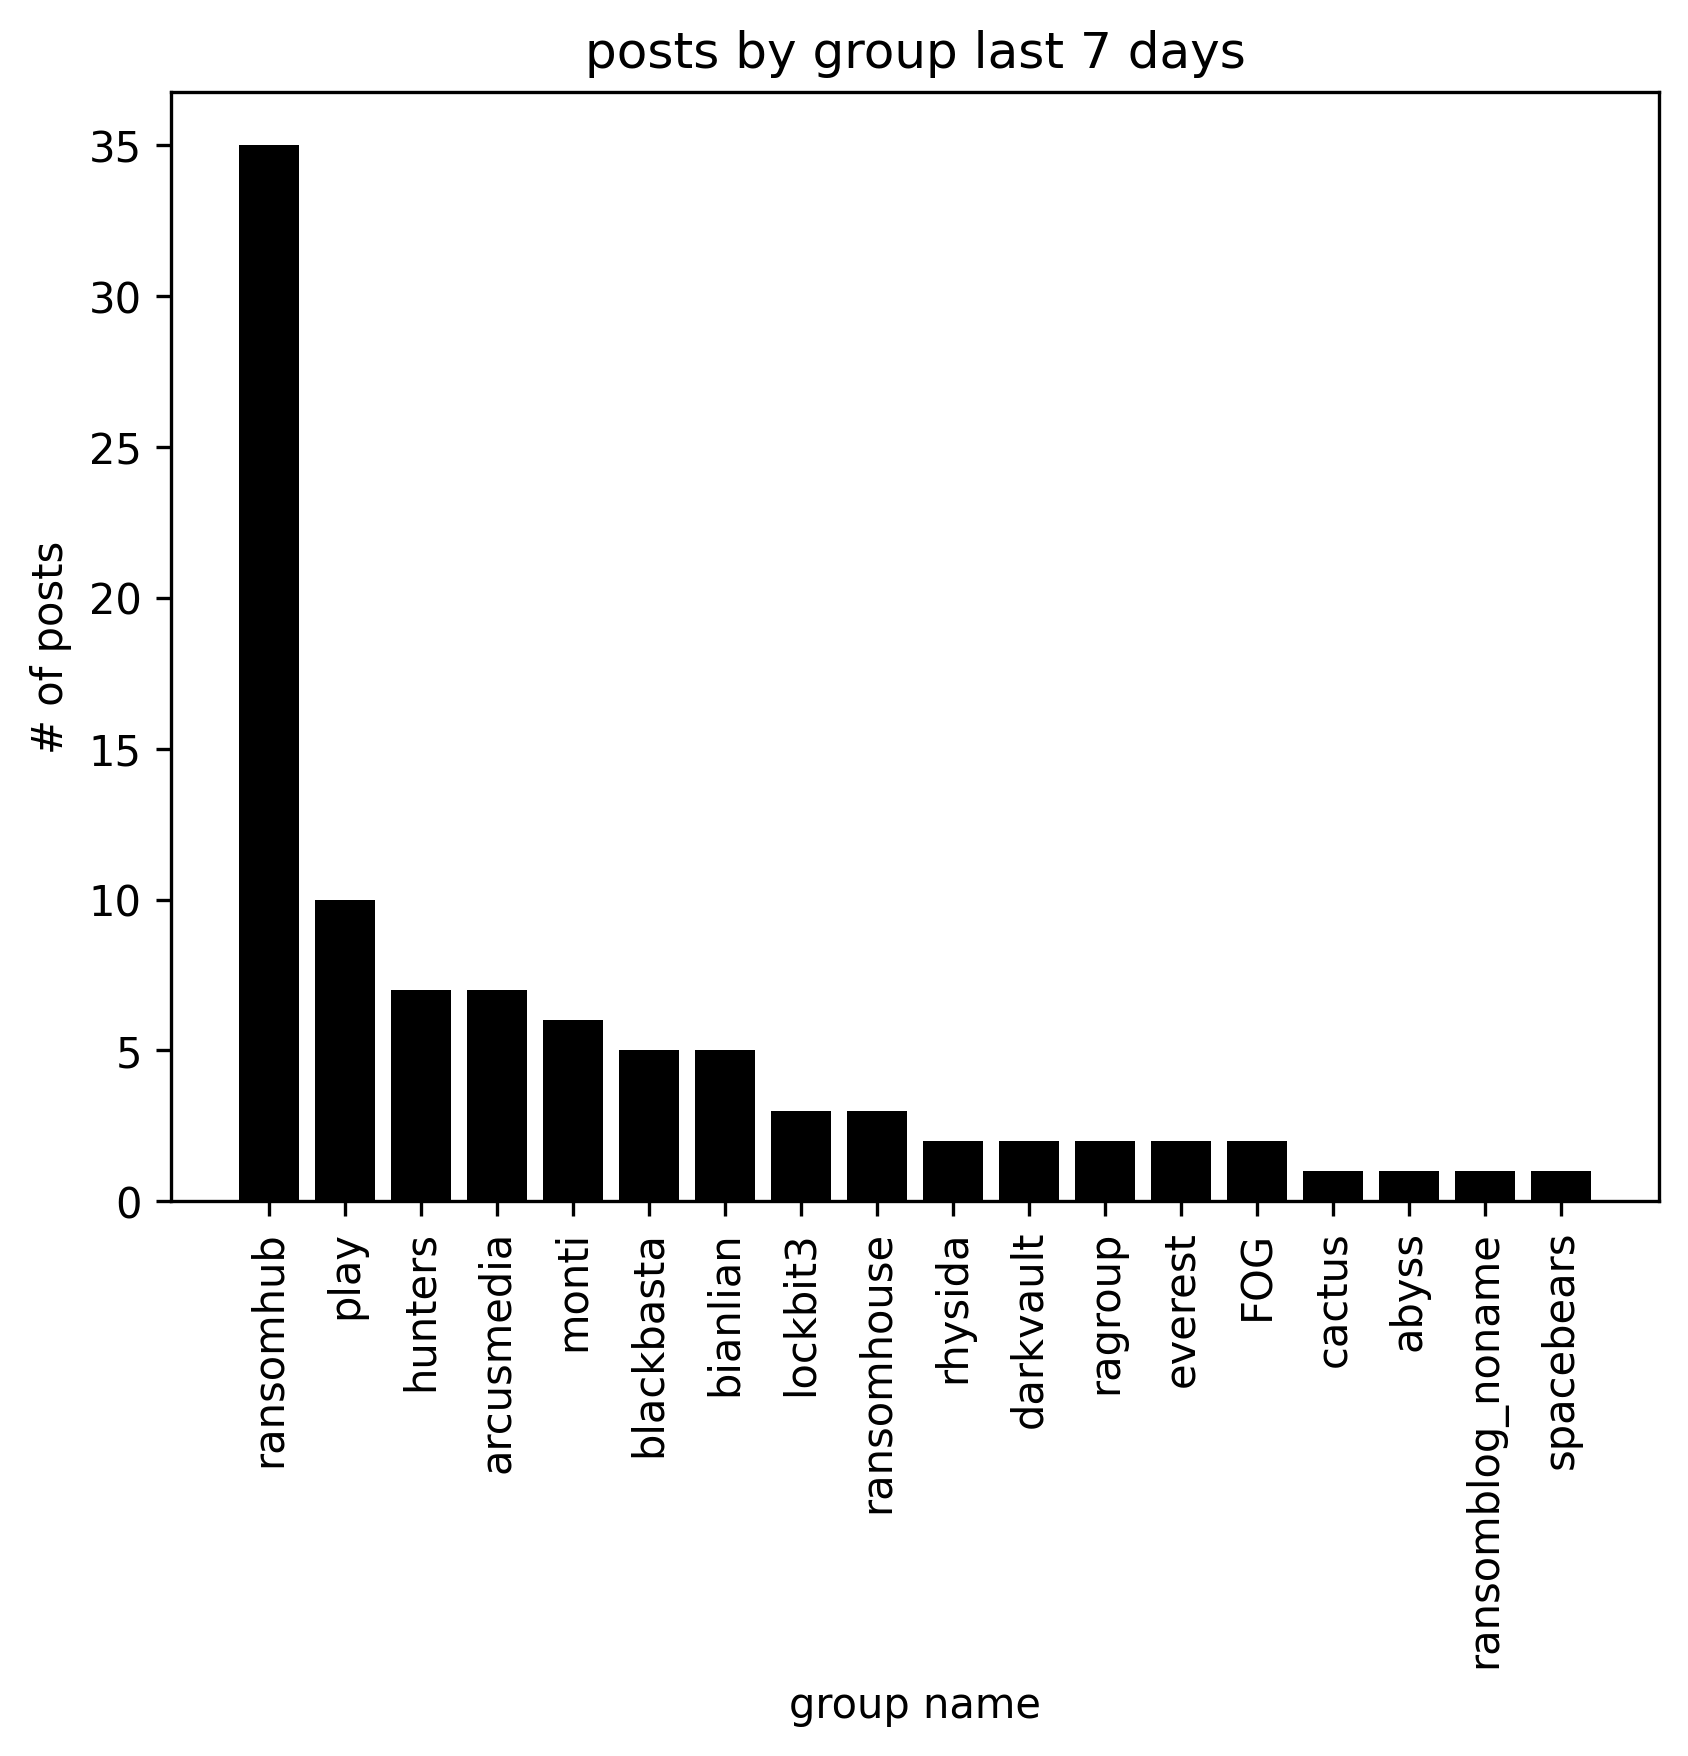 posts by group last 7 days
# of posts
35
30
25
20
15
10
5
0
ransomhub
play
hunters
arcusmedia
monti
blackbasta
bianlian
lockbit3
ransomhouse
rhysida
darkvault
ragroup
everest
FOG
cactus
abyss
ransomblog_noname
spacebears
group name